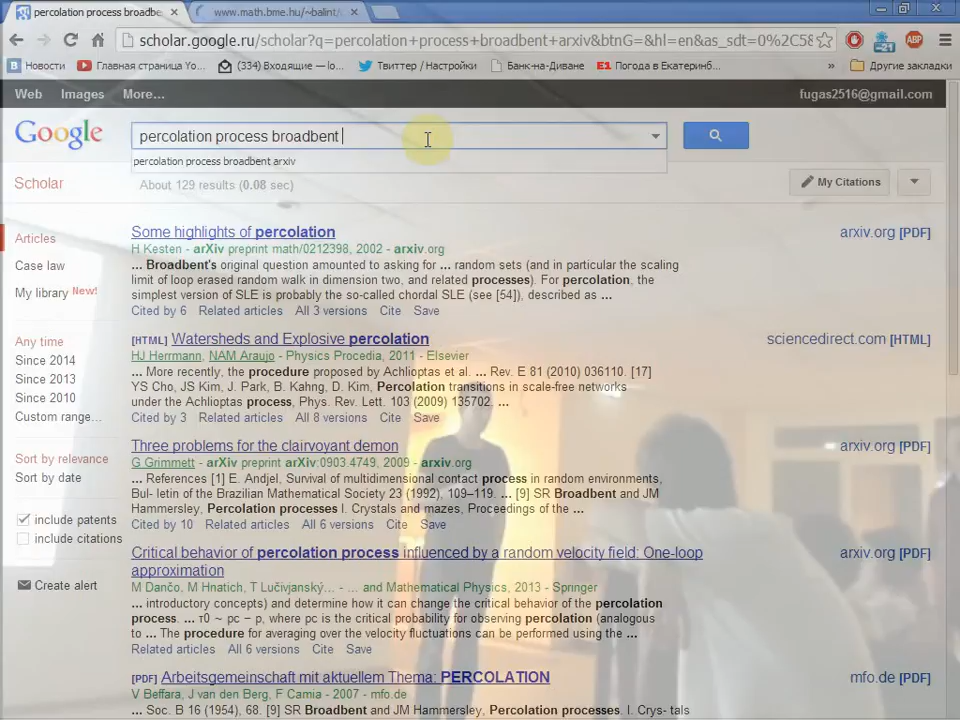 percolation process broadbe
www.math.bme.hu/~balint/
scholar.google.ru/scholar?q=percolation+process+broadbent+arxiv&btnG=&hl=en&as_sdt=0%2C58
Новости
Главная страница Yo
(334) Входящие — lo...
Твиттер / Настройки
Банк-на-Диване
E1 Погода в Екатеринб...
»
Другие закладки
-21
ABP
Web Images More...
fugas2516@gmail.com
Google
percolation process broadbent
percolation process broadbent arxiv
Scholar
About 129 results (0.08 sec)
My Citations
Articles
Case law
My library New!
Any time
Since 2014
Since 2013
Since 2010
Custom range...
Sort by relevance
Sort by date
include patents
include citations
Create alert
Some highlights of percolation
arxiv.org [PDF]
H Kesten - arXiv preprint math/0212398, 2002 - arxiv.org
... Broadbent's original question amounted to asking for ... random sets (and in particular the scaling
limit of loop erased random walk in dimension two, and related processes). For percolation, the
simplest version of SLE is probably the so-called chordal SLE (see [54]), described as ...
Cited by 6 Related articles All 3 versions Cite Save
[HTML] Watersheds and Explosive percolation
sciencedirect.com [HTML]
HJ Herrmann, NAM Araujo - Physics Procedia, 2011 - Elsevier
... More recently, the procedure proposed by Achlioptas et al. ... Rev. E 81 (2010) 036110. [17]
YS Cho, JS Kim, J. Park, B. Kahng, D. Kim, Percolation transitions in scale-free networks
under the Achlioptas process, Phys. Rev. Lett. 103 (2009) 135702. ...
Cited by 3 Related articles All 8 versions Cite Save
Three problems for the clairvoyant demon
arxiv.org [PDF]
G Grimmett - arXiv preprint arXiv:0903.4749, 2009 - arxiv.org
... References [1] E. Andjel, Survival of multidimensional contact process in random environments,
Bul- letin of the Brazilian Mathematical Society 23 (1992), 109–119. ... [9] SR Broadbent and JM
Hammersley, Percolation processes I. Crystals and mazes, Proceedings of the ...
Cited by 10 Related articles All 6 versions Cite Save
Critical behavior of percolation process influenced by a random velocity field: One-loop
approximation
arxiv.org [PDF]
M Dančo, M Hnatich, T Lučivjanský... - ... and Mathematical Physics, 2013 - Springer
... introductory concepts) and determine how it can change the critical behavior of the percolation
process. ... τ0 ~ pc − p, where pc is the critical probability for observing percolation (analogous
to ... The procedure for averaging over the velocity fluctuations can be performed using the ...
Related articles All 6 versions Cite Save
[PDF] Arbeitsgemeinschaft mit aktuellem Thema: PERCOLATION
mfo.de [PDF]
V Beffara, J van den Berg, F Camia - 2007 - mfo.de
... Soc. B 16 (1954), 68. [9] SR Broadbent and JM Hammersley, Percolation processes. I. Crys- tals